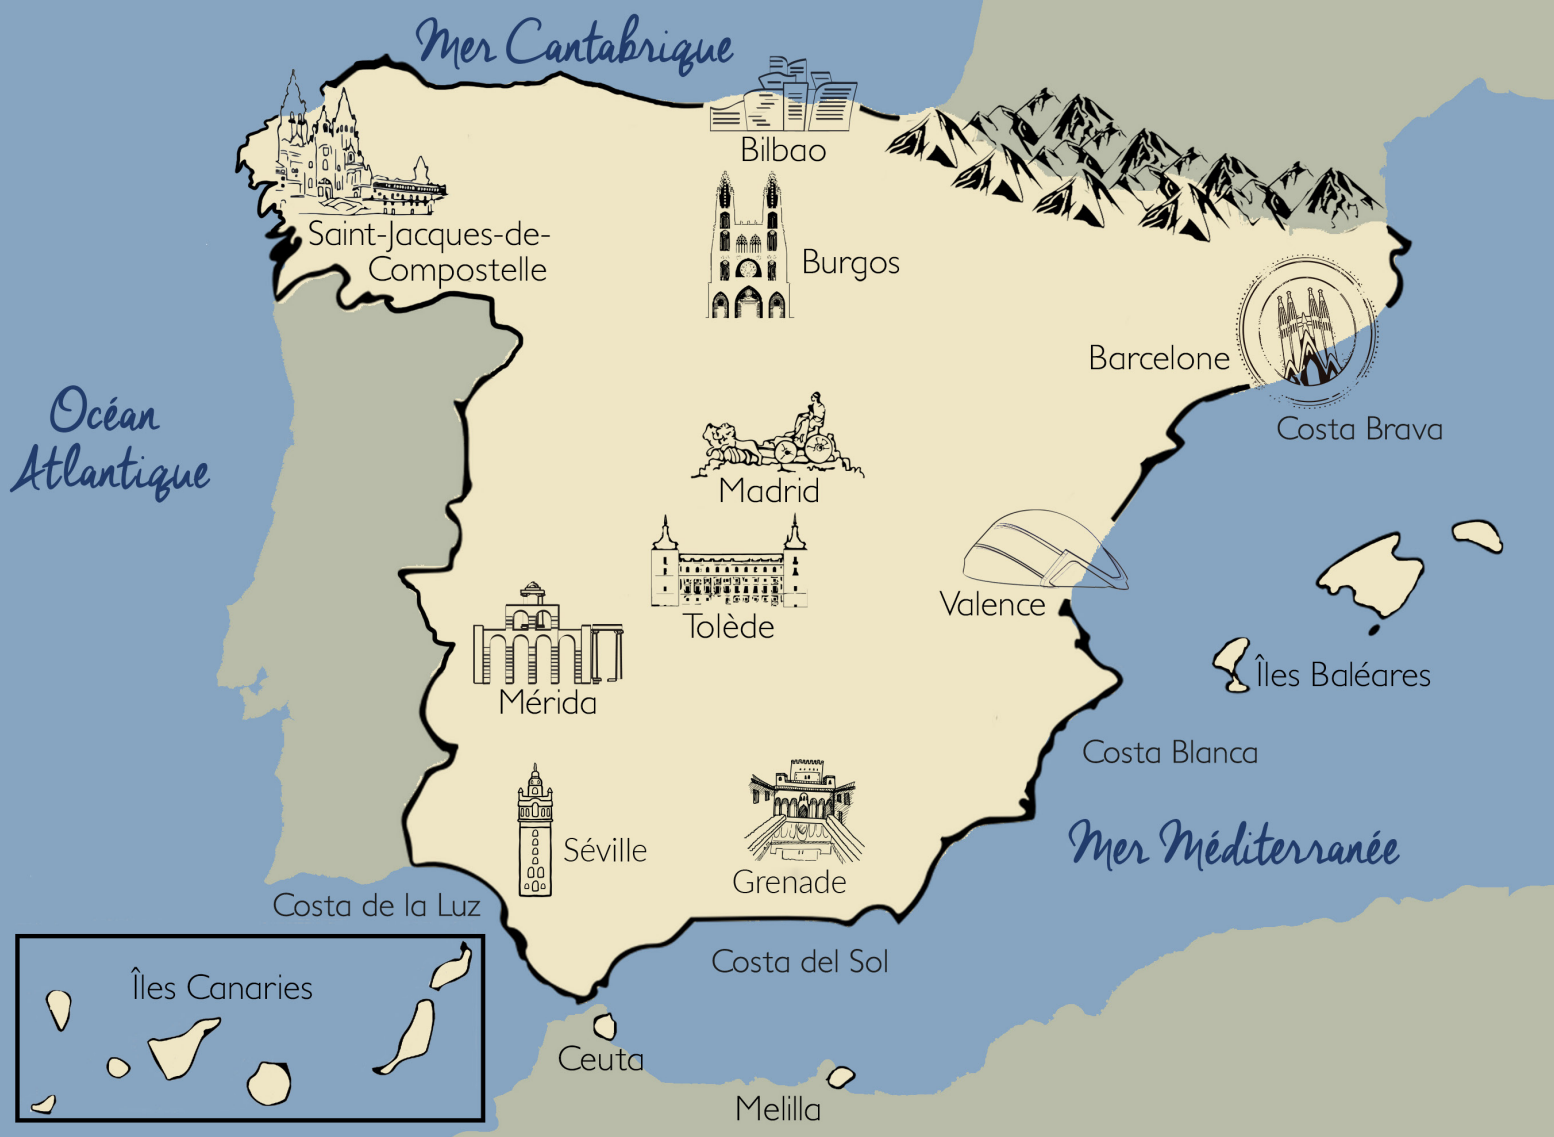 Mer Cantabrique
Bilbao
Saint-Jacques-de-
Compostelle
Burgos
Barcelone
Océan
Atlantique
Costa Brava
Madrid
Valence
Tolède
Îles Baléares
Mérida
Costa Blanca
Mer Méditerranée
Séville
Grenade
Costa de la Luz
Costa del Sol
Îles Canaries
Ceuta
Melilla